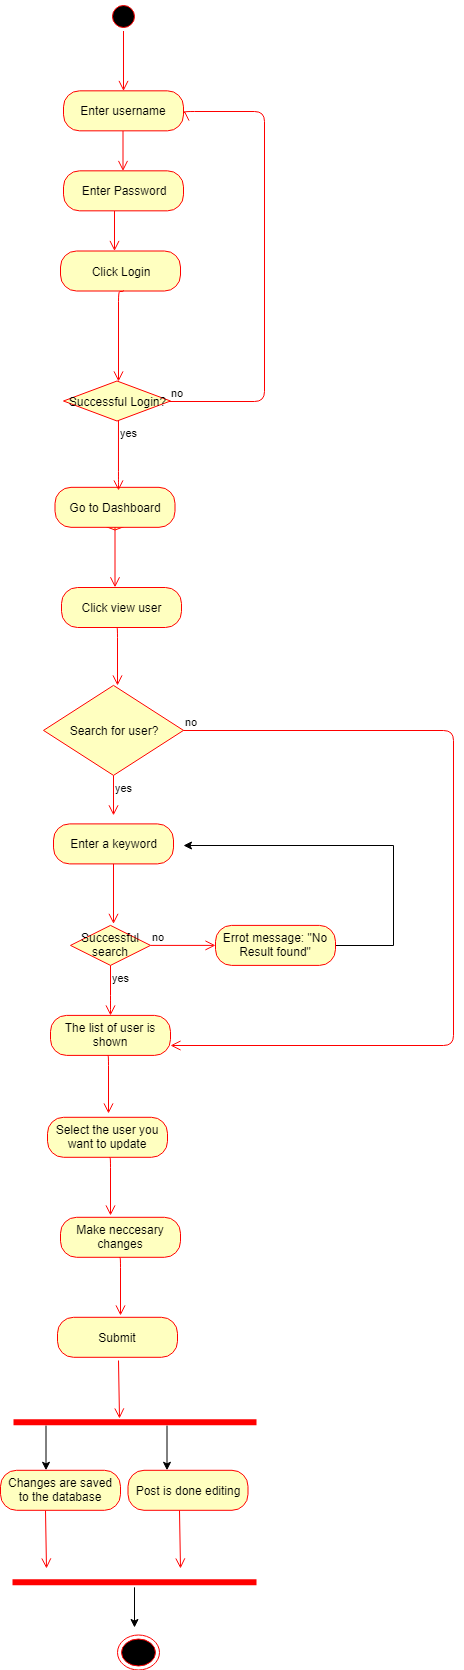 Enter username
Enter Password
Click Login
Successful Login?
no
yes
Go to Dashboard
Click view user
Search for user?
no
yes
Enter a keyword
Successful
search
no
Errot message: "No
Result found"
yes
The list of user is
shown
Select the user you
want to update
Make neccesary
changes
Submit
Changes are saved
to the database
Post is done editing